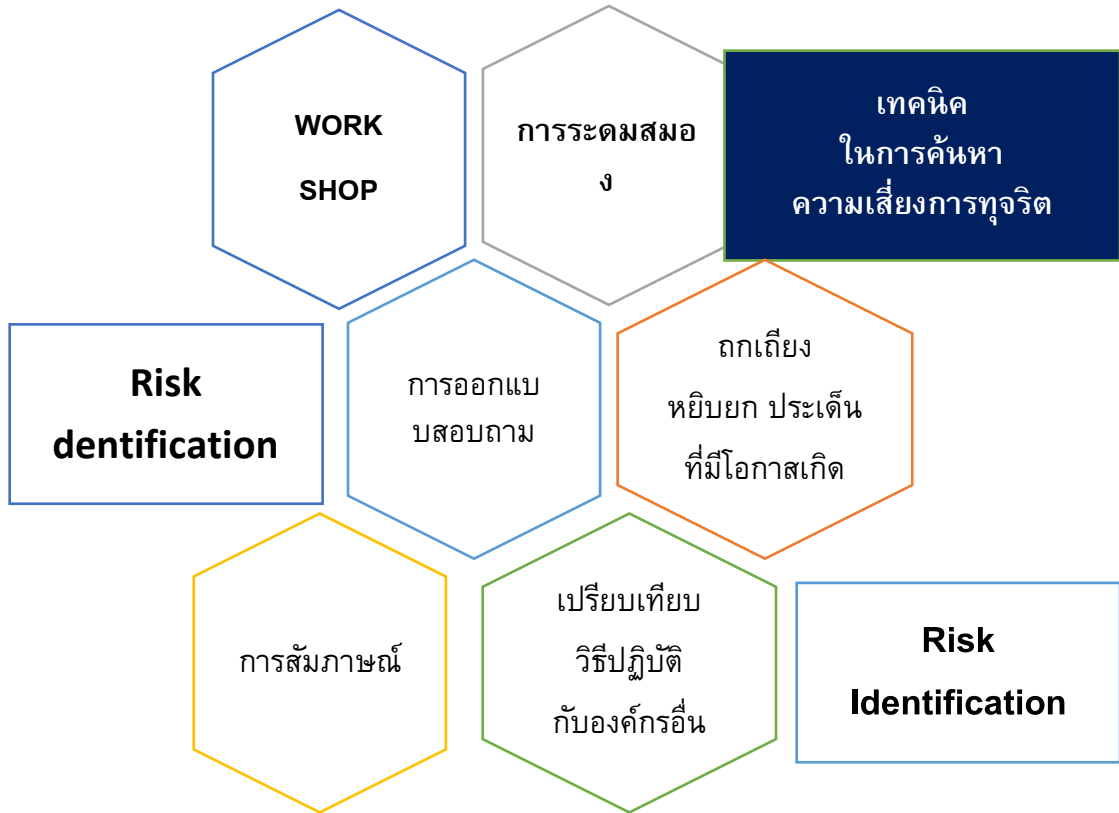 WORK
SHOP
การระดมสมอ
ง
เทคนิค
ในการค้นหา
ความเสี่ยงการทุจริต
Risk
dentification
การออกแบ
บสอบถาม
ถกเถียง
หยิบยก ประเด็น
ที่มีโอกาสเกิด
การสัมภาษณ์
เปรียบเทียบ
วิธีปฏิบัติ
กับองค์กรอื่น
Risk
Identification